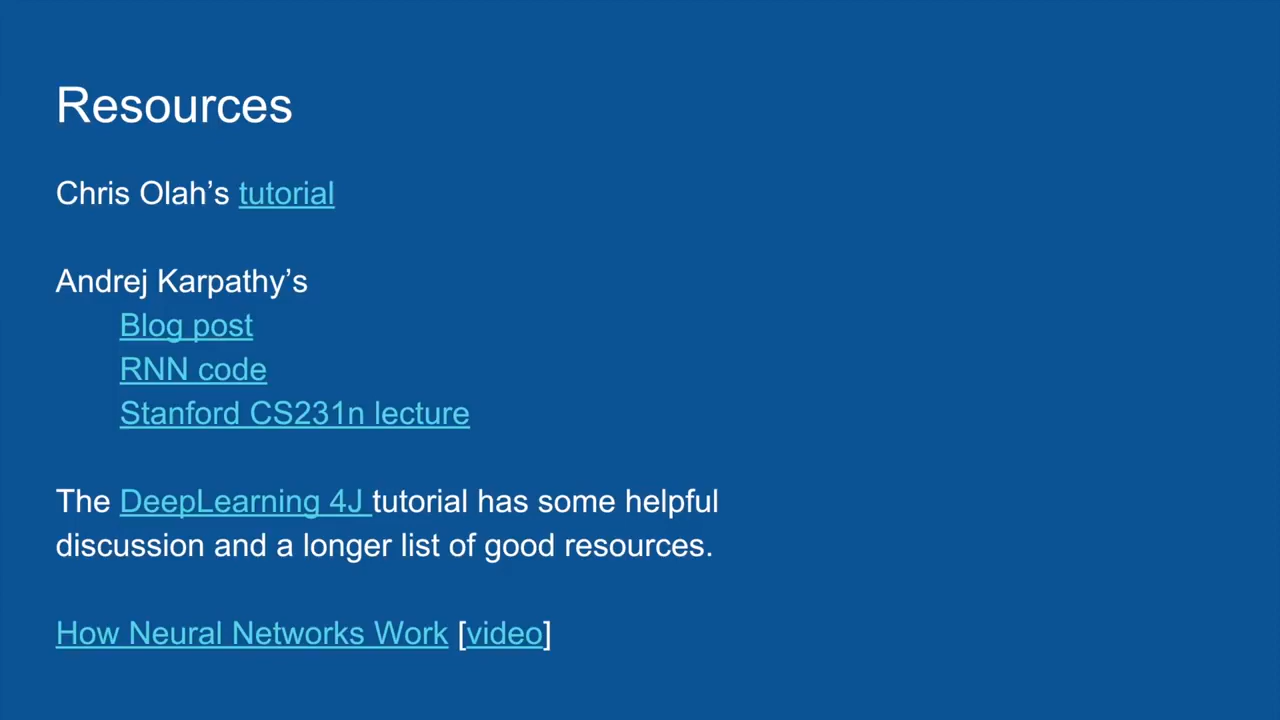 Resources
Chris Olah’s tutorial
Andrej Karpathy’s
Blog post
RNN code
Stanford CS231n lecture
The DeepLearning 4J tutorial has some helpful
discussion and a longer list of good resources.
How Neural Networks Work [video]